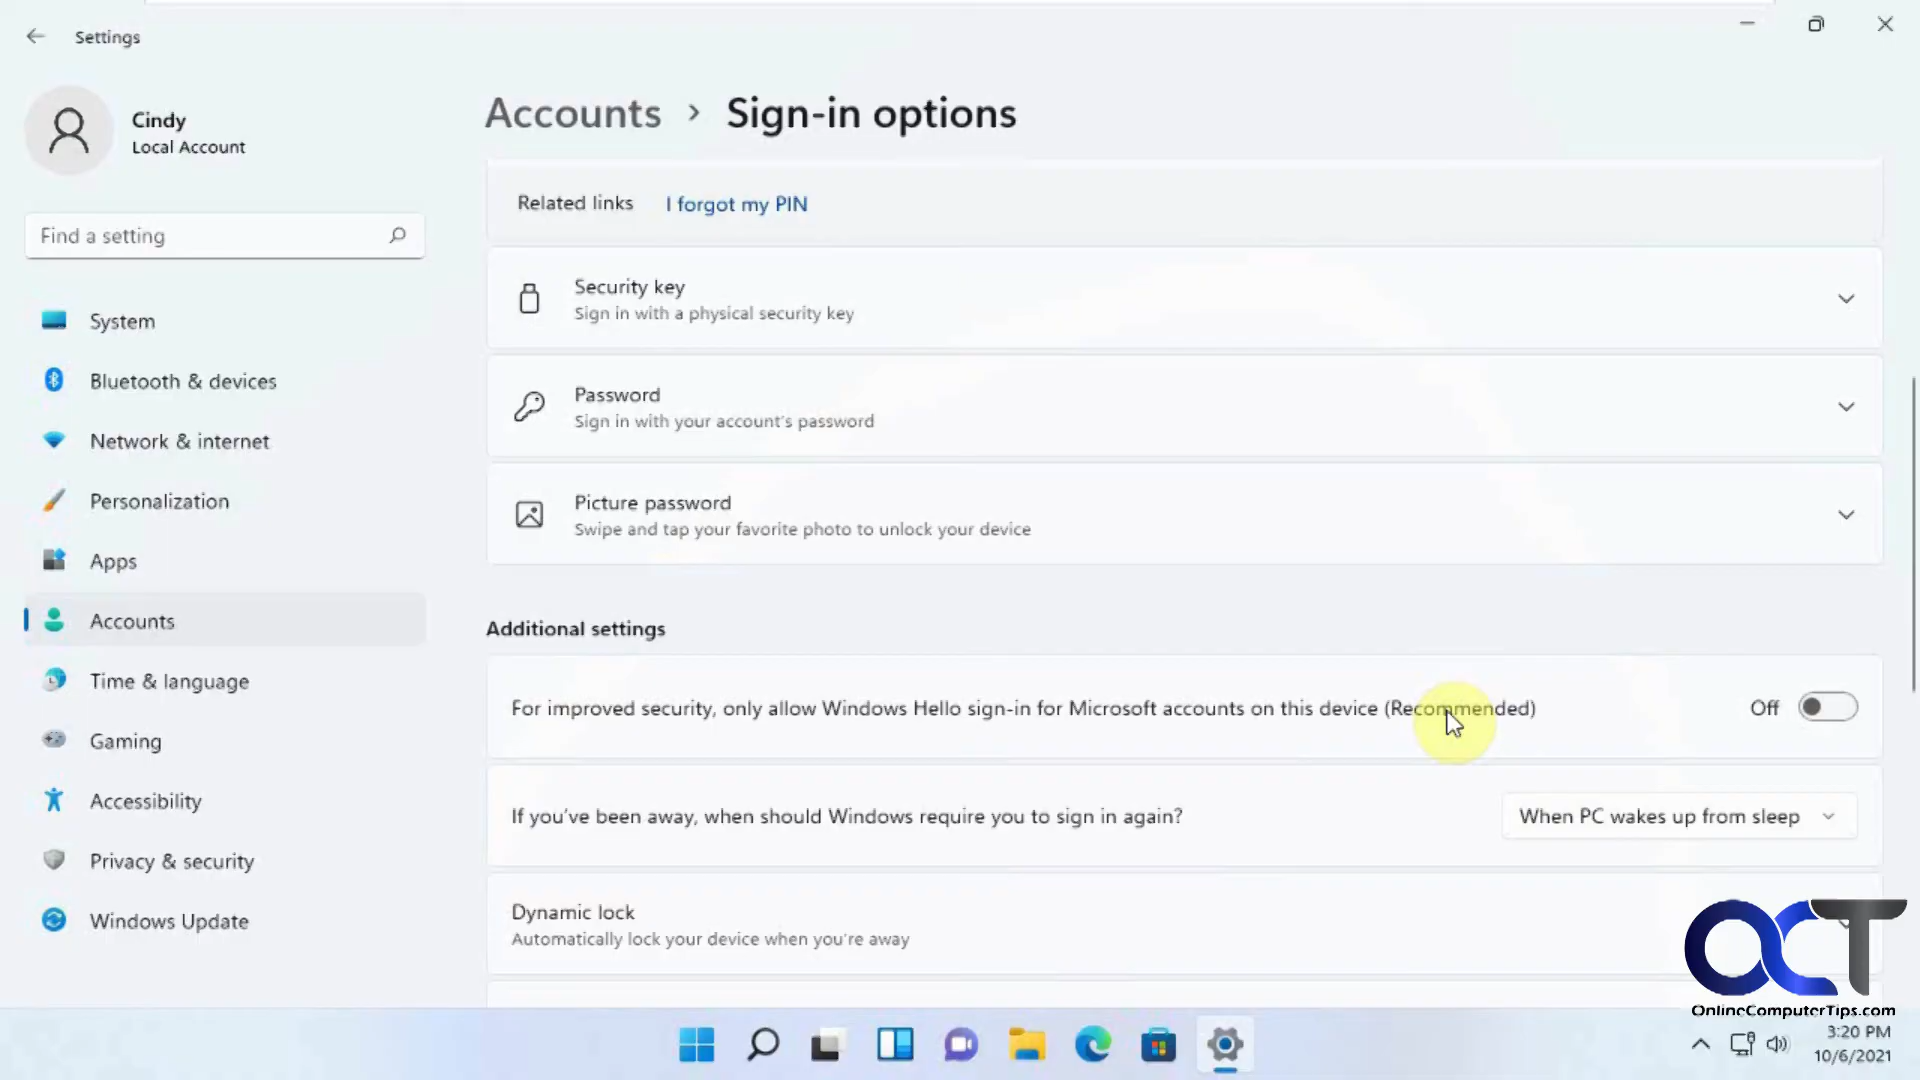 Settings
Cindy
Local Account
Find a setting
System
Bluetooth & devices
Network & internet
Personalization
Apps
Accounts
Time & language
Gaming
Accessibility
Privacy & security
Windows Update
Accounts > Sign-in options
Related links I forgot my PIN
Security key
Sign in with a physical security key
Password
Sign in with your account's password
Picture password
Swipe and tap your favorite photo to unlock your device
Additional settings
For improved security, only allow Windows Hello sign-in for Microsoft accounts on this device (Recommended) Off
If you've been away, when should Windows require you to sign in again? When PC wakes up from sleep
Dynamic lock
Automatically lock your device when you're away
OCT
OnlineComputerTips.com
3:20 PM
10/6/2021